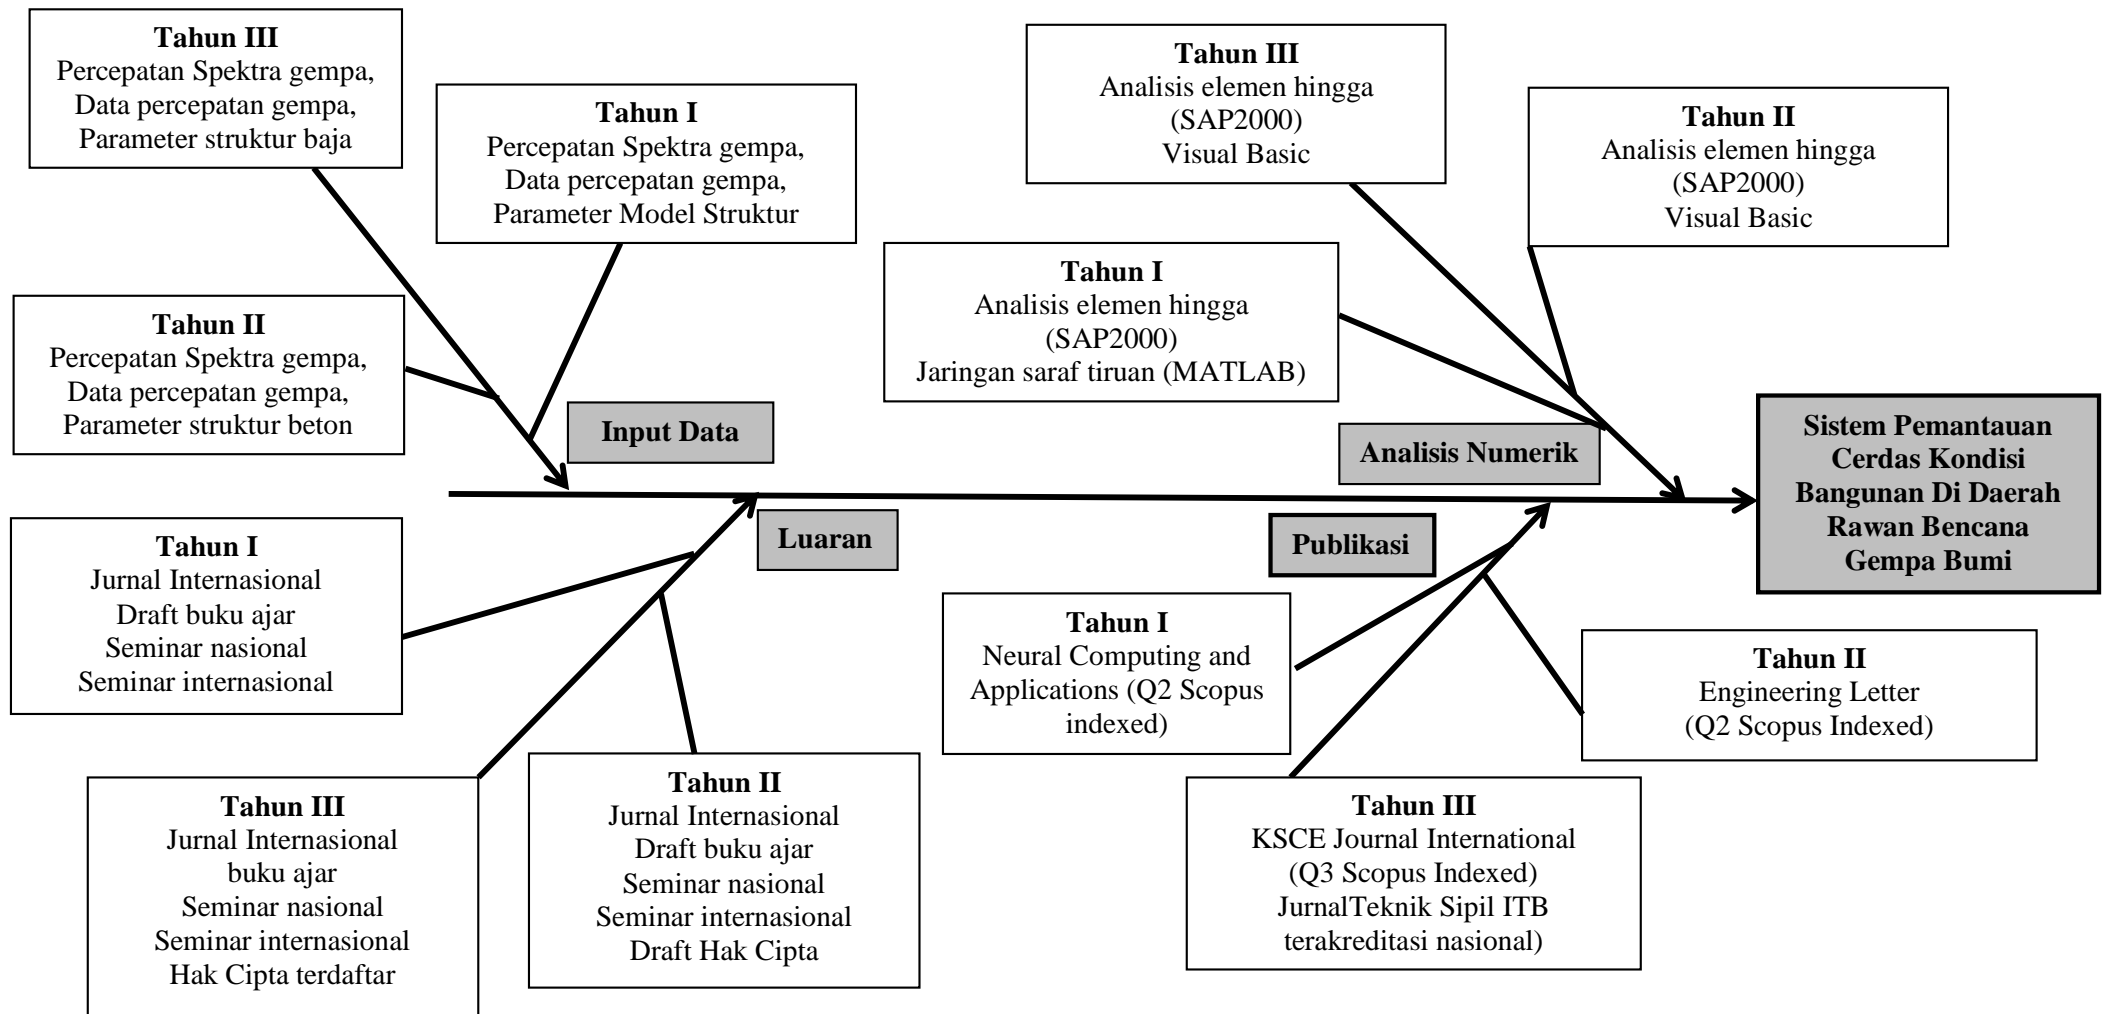 Tahun III
Percepatan Spektra gempa,
Data percepatan gempa,
Parameter struktur baja
Tahun I
Percepatan Spektra gempa,
Data percepatan gempa,
Parameter Model Struktur
Tahun II
Percepatan Spektra gempa,
Data percepatan gempa,
Parameter struktur beton
Input Data
Tahun III
Analisis elemen hingga
(SAP2000)
Visual Basic
Tahun II
Analisis elemen hingga
(SAP2000)
Visual Basic
Tahun I
Analisis elemen hingga
(SAP2000)
Jaringan saraf tiruan (MATLAB)
Analisis Numerik
Sistem Pemantauan
Cerdas Kondisi
Bangunan Di Daerah
Rawan Bencana
Gempa Bumi
Tahun I
Jurnal Internasional
Draft buku ajar
Seminar nasional
Seminar internasional
Luaran
Tahun III
Jurnal Internasional
buku ajar
Seminar nasional
Seminar internasional
Hak Cipta terdaftar
Tahun II
Jurnal Internasional
Draft buku ajar
Seminar nasional
Seminar internasional
Draft Hak Cipta
Publikasi
Tahun I
Neural Computing and
Applications (Q2 Scopus
indexed)
Tahun II
Engineering Letter
(Q2 Scopus Indexed)
Tahun III
KSCE Journal International
(Q3 Scopus Indexed)
JurnalTeknik Sipil ITB
terakreditasi nasional)